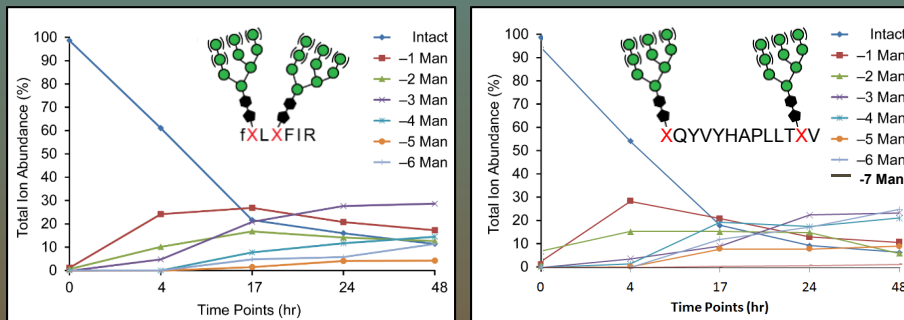 100
90
80
70
60
50
40
30
20
10
0
Total Ion Abundance (%)
0 4 17 24 48
Time Points (hr)
fXLXFIR
Intact
–1 Man
–2 Man
–3 Man
–4 Man
–5 Man
–6 Man
100
90
80
70
60
50
40
30
20
10
0
Total Ion Abundance (%)
0 4 17 24 48
Time Points (hr)
XQYVYHAPLLTXV
Intact
–1 Man
–2 Man
–3 Man
–4 Man
–5 Man
–6 Man
-7 Man